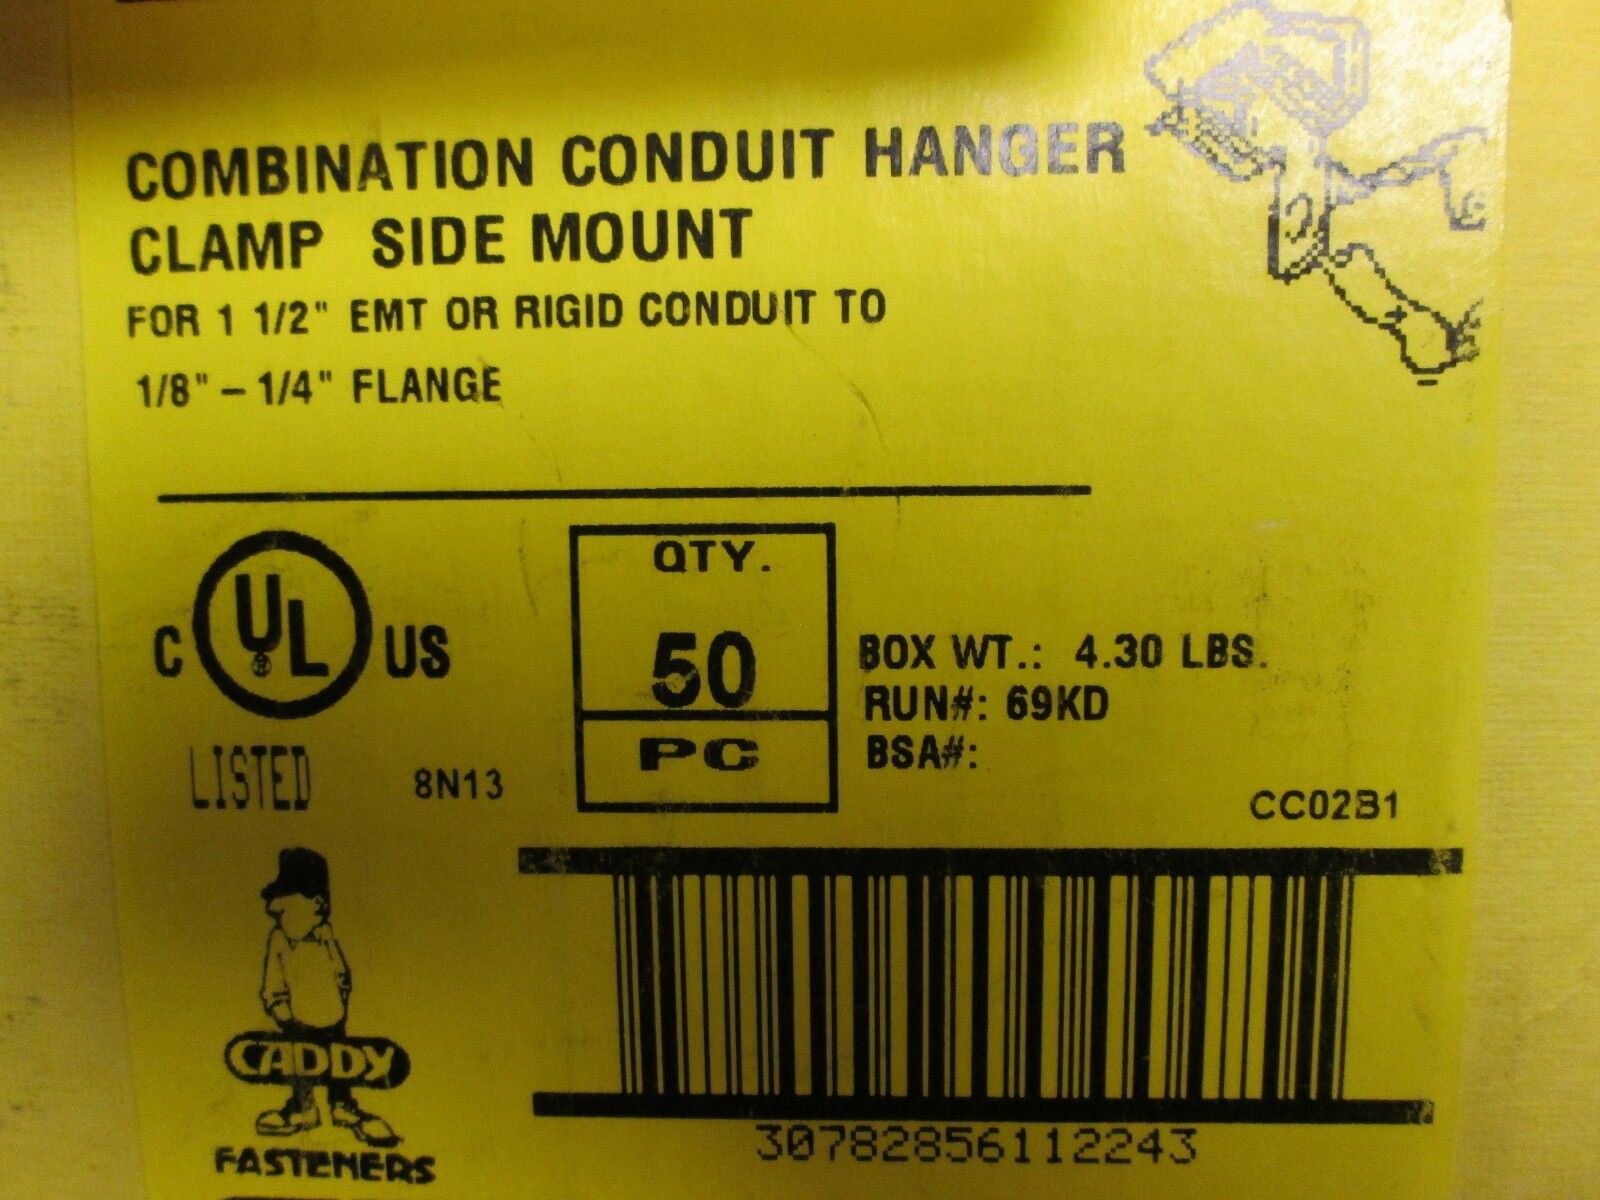 COMBINATION CONDUIT HANGER
CLAMP SIDE MOUNT
FOR 1 1/2" EMT OR RIGID CONDUIT TO
1/8" – 1/4" FLANGE
C UL US
®
LISTED 8N13
QTY.
50
PC
BOX WT.: 4.30 LBS.
RUN#: 69KD
BSA#:
CC02B1
CADDY
FASTENERS
30782856112243